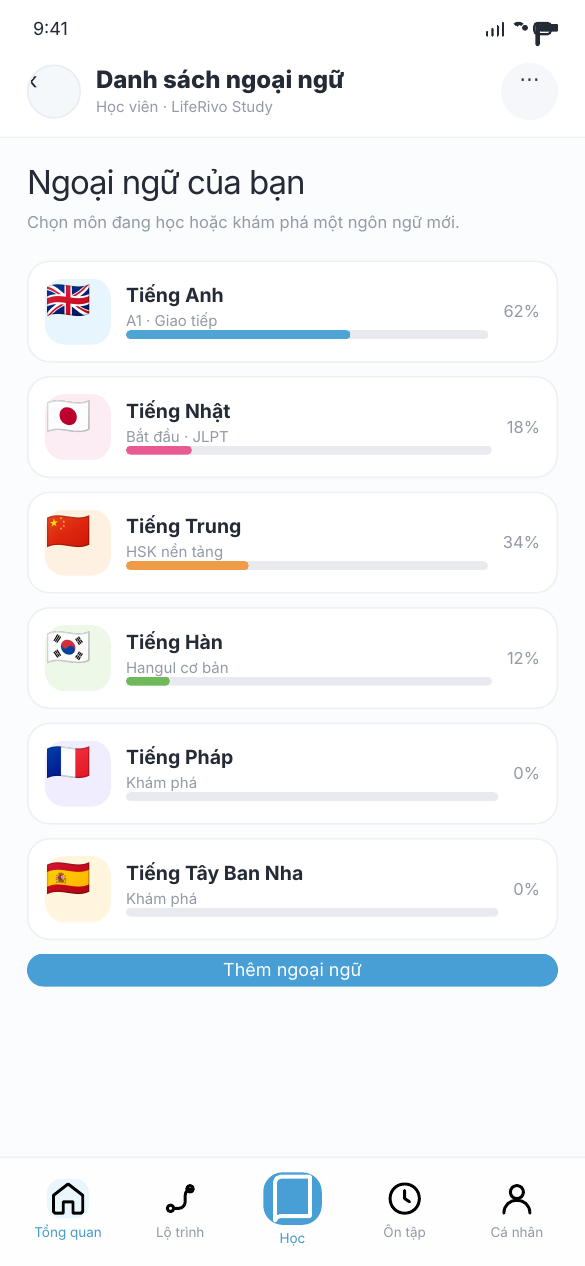 9:41
Danh sách ngoại ngữ
Học viên · LifeRivo Study
Ngoại ngữ của bạn
Chọn môn đang học hoặc khám phá một ngôn ngữ mới.
Tiếng Anh
A1 · Giao tiếp
62%
Tiếng Nhật
Bắt đầu · JLPT
18%
Tiếng Trung
HSK nền tảng
34%
Tiếng Hàn
Hangul cơ bản
12%
Tiếng Pháp
Khám phá
0%
Tiếng Tây Ban Nha
Khám phá
0%
Thêm ngoại ngữ
Tổng quan
Lộ trình
Học
Ôn tập
Cá nhân